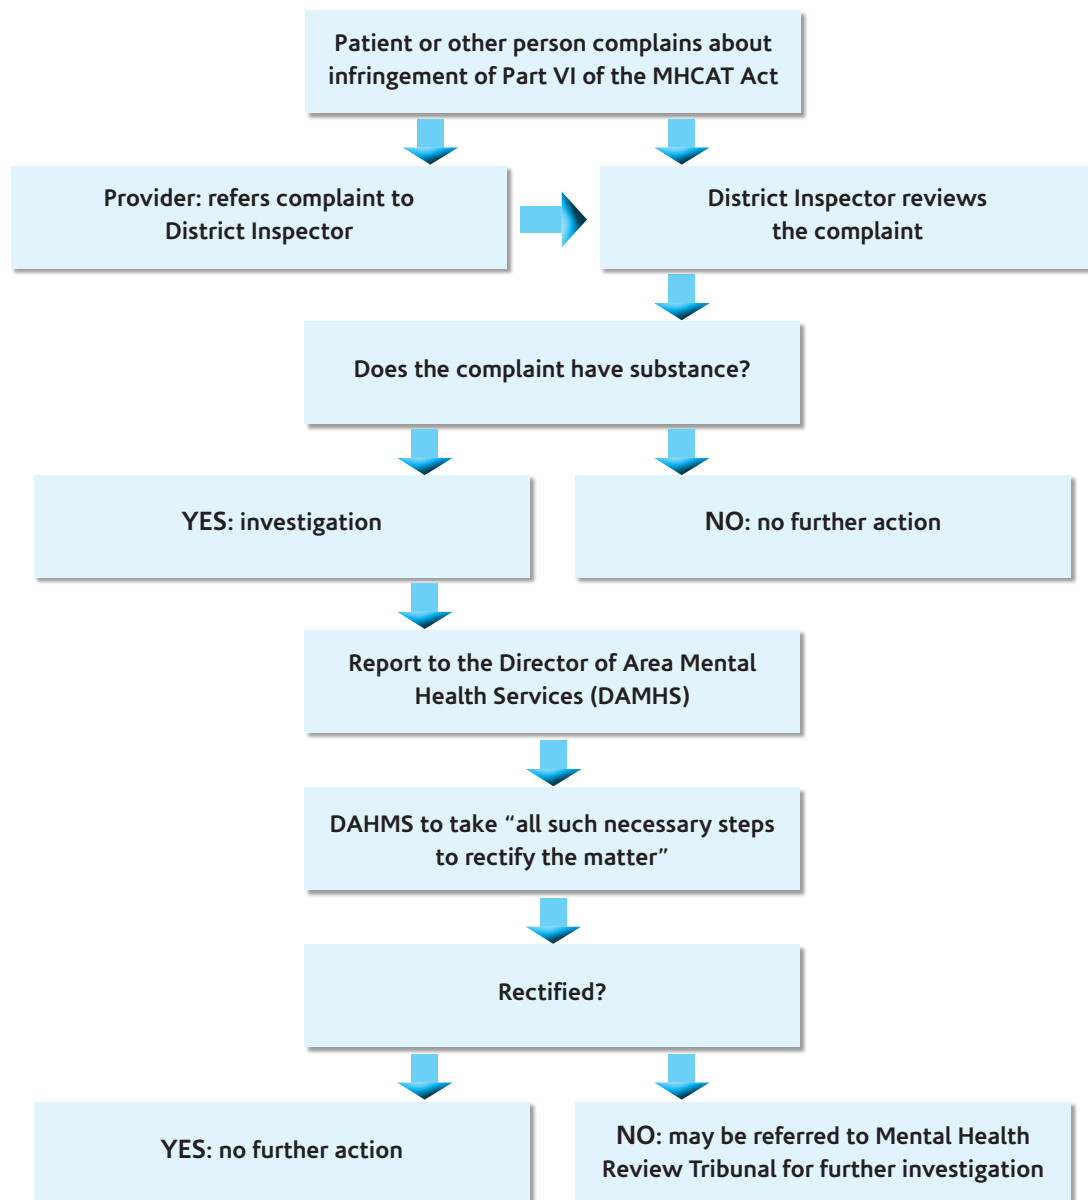 Patient or other person complains about
infringement of Part VI of the MHCAT Act
Provider: refers complaint to
District Inspector
District Inspector reviews
the complaint
Does the complaint have substance?
YES: investigation
NO: no further action
Report to the Director of Area Mental
Health Services (DAMHS)
DAHMS to take “all such necessary steps
to rectify the matter”
Rectified?
YES: no further action
NO: may be referred to Mental Health
Review Tribunal for further investigation